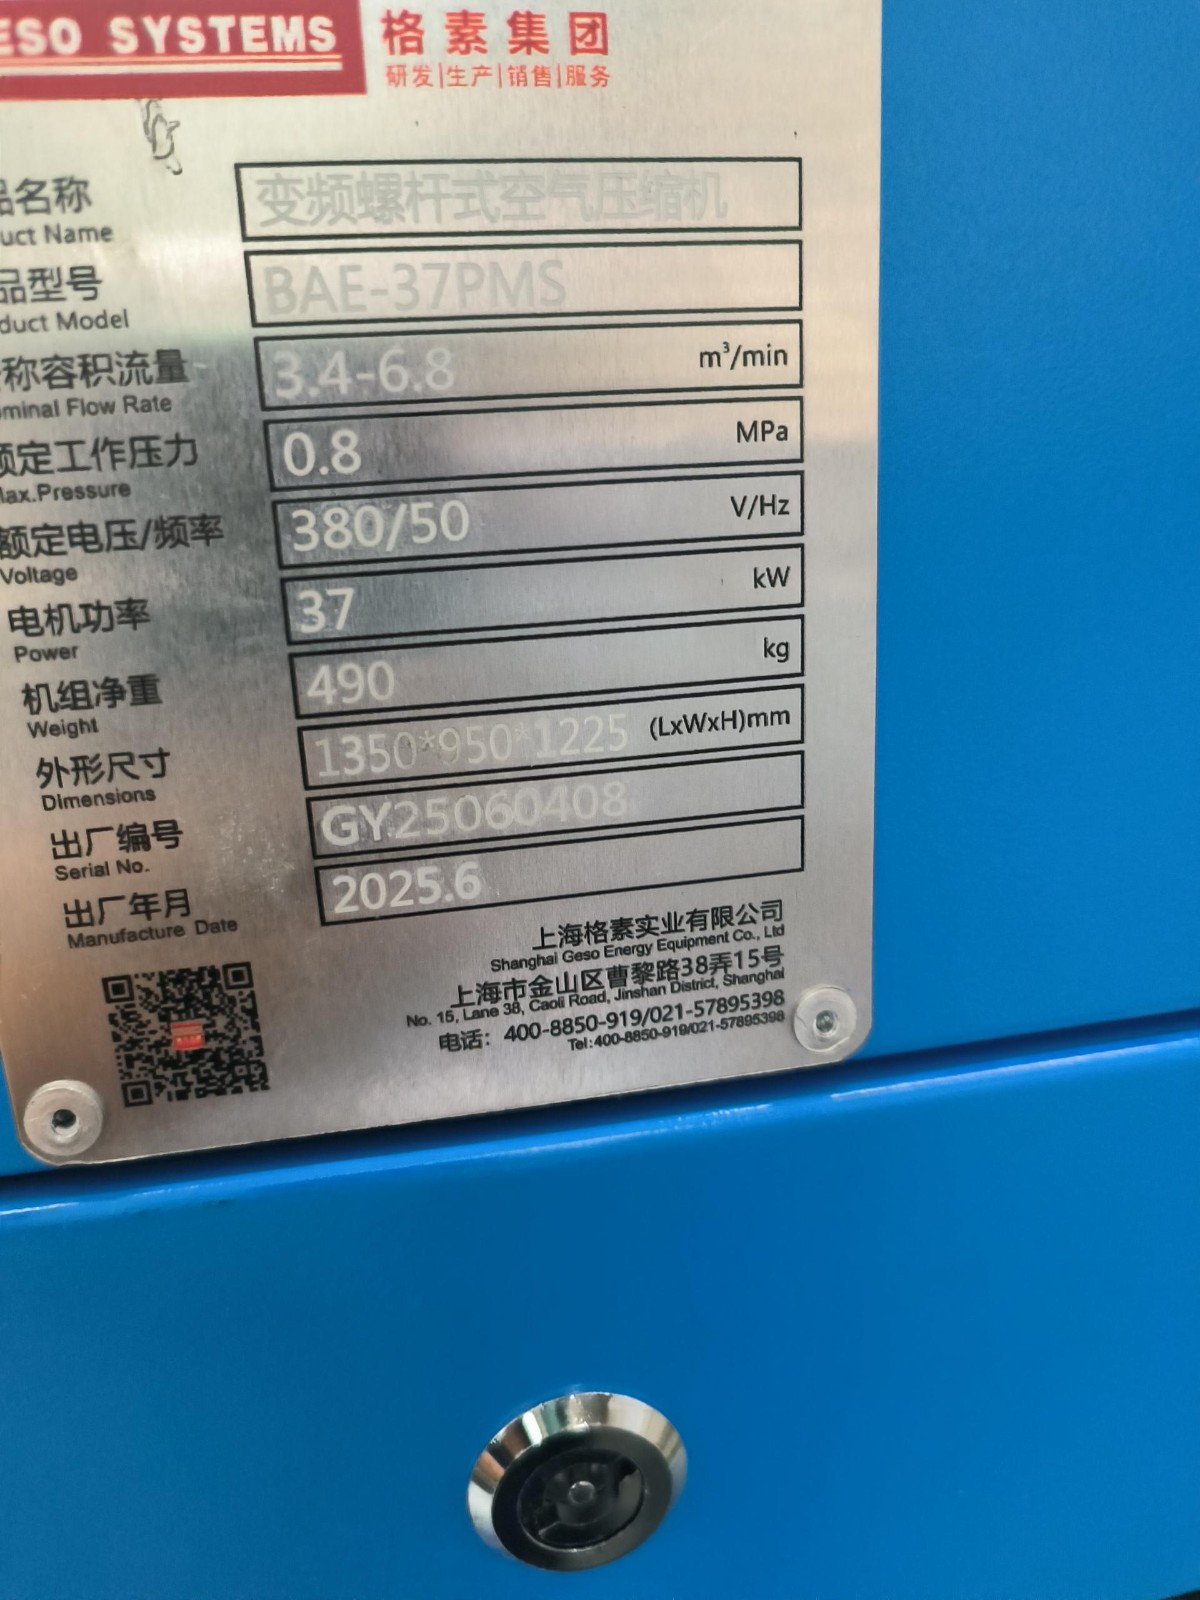 ESO SYSTEMS 格素集团
研发|生产|销售|服务
品名称 变频螺杆式空气压缩机
uct Name
品型号 BAE-37PMS
duct Model
称容积流量 3.4-6.8 m³/min
minal Flow Rate
额定工作压力 0.8 MPa
Max.Pressure
额定电压/频率 380/50 V/Hz
Voltage
电机功率 37 kW
Power
机组净重 490 kg
Weight
外形尺寸 1350*950*1225 (LxWxH)mm
Dimensions
出厂编号 GY25060408
Serial No.
出厂年月 2025.6
Manufacture Date
上海格素实业有限公司
Shanghai Geso Energy Equipment Co., Ltd
上海市金山区曹黎路38弄15号
No. 15, Lane 38, Caoli Road, Jinshan District, Shanghai
电话：400-8850-919/021-57895398
Tel:400-8850-919/021-57895398